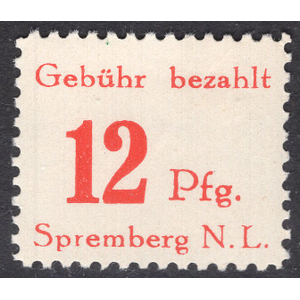 Gebühr bezahlt
12 Pfg.
Spremberg N.L.